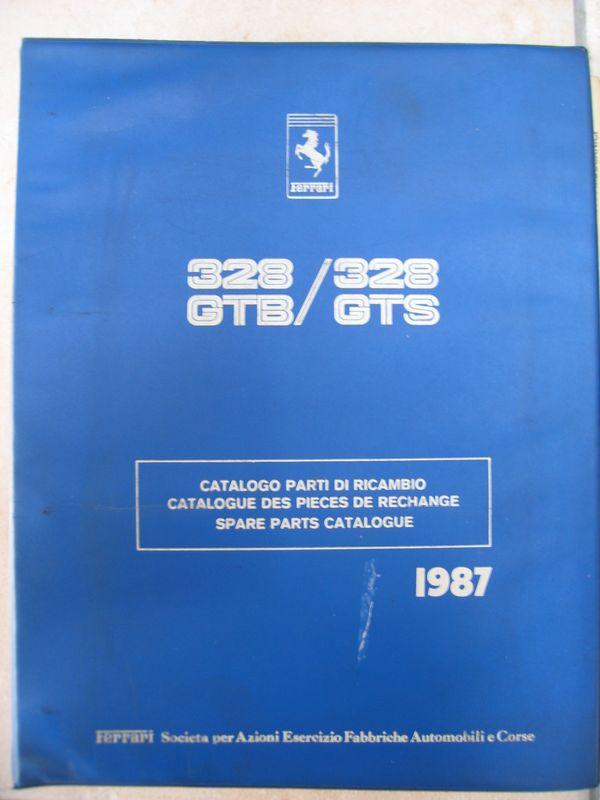 Ferrari
328 / 328
GTB / GTS
CATALOGO PARTI DI RICAMBIO
CATALOGUE DES PIECES DE RECHANGE
SPARE PARTS CATALOGUE
1987
Ferrari Societa per Azioni Esercizio Fabbriche Automobili e Corse